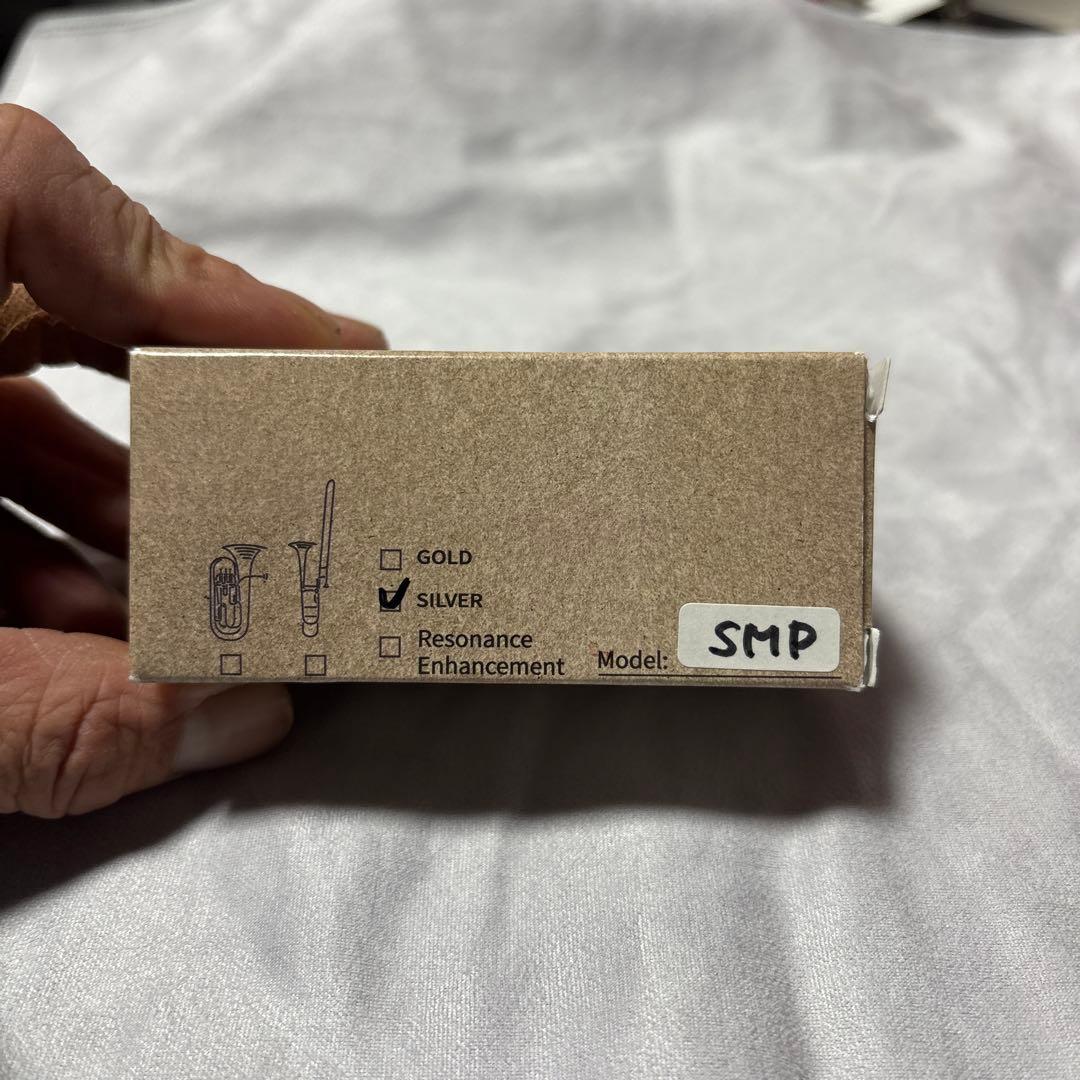 GOLD
SILVER
Resonance
Enhancement
Model: SMP